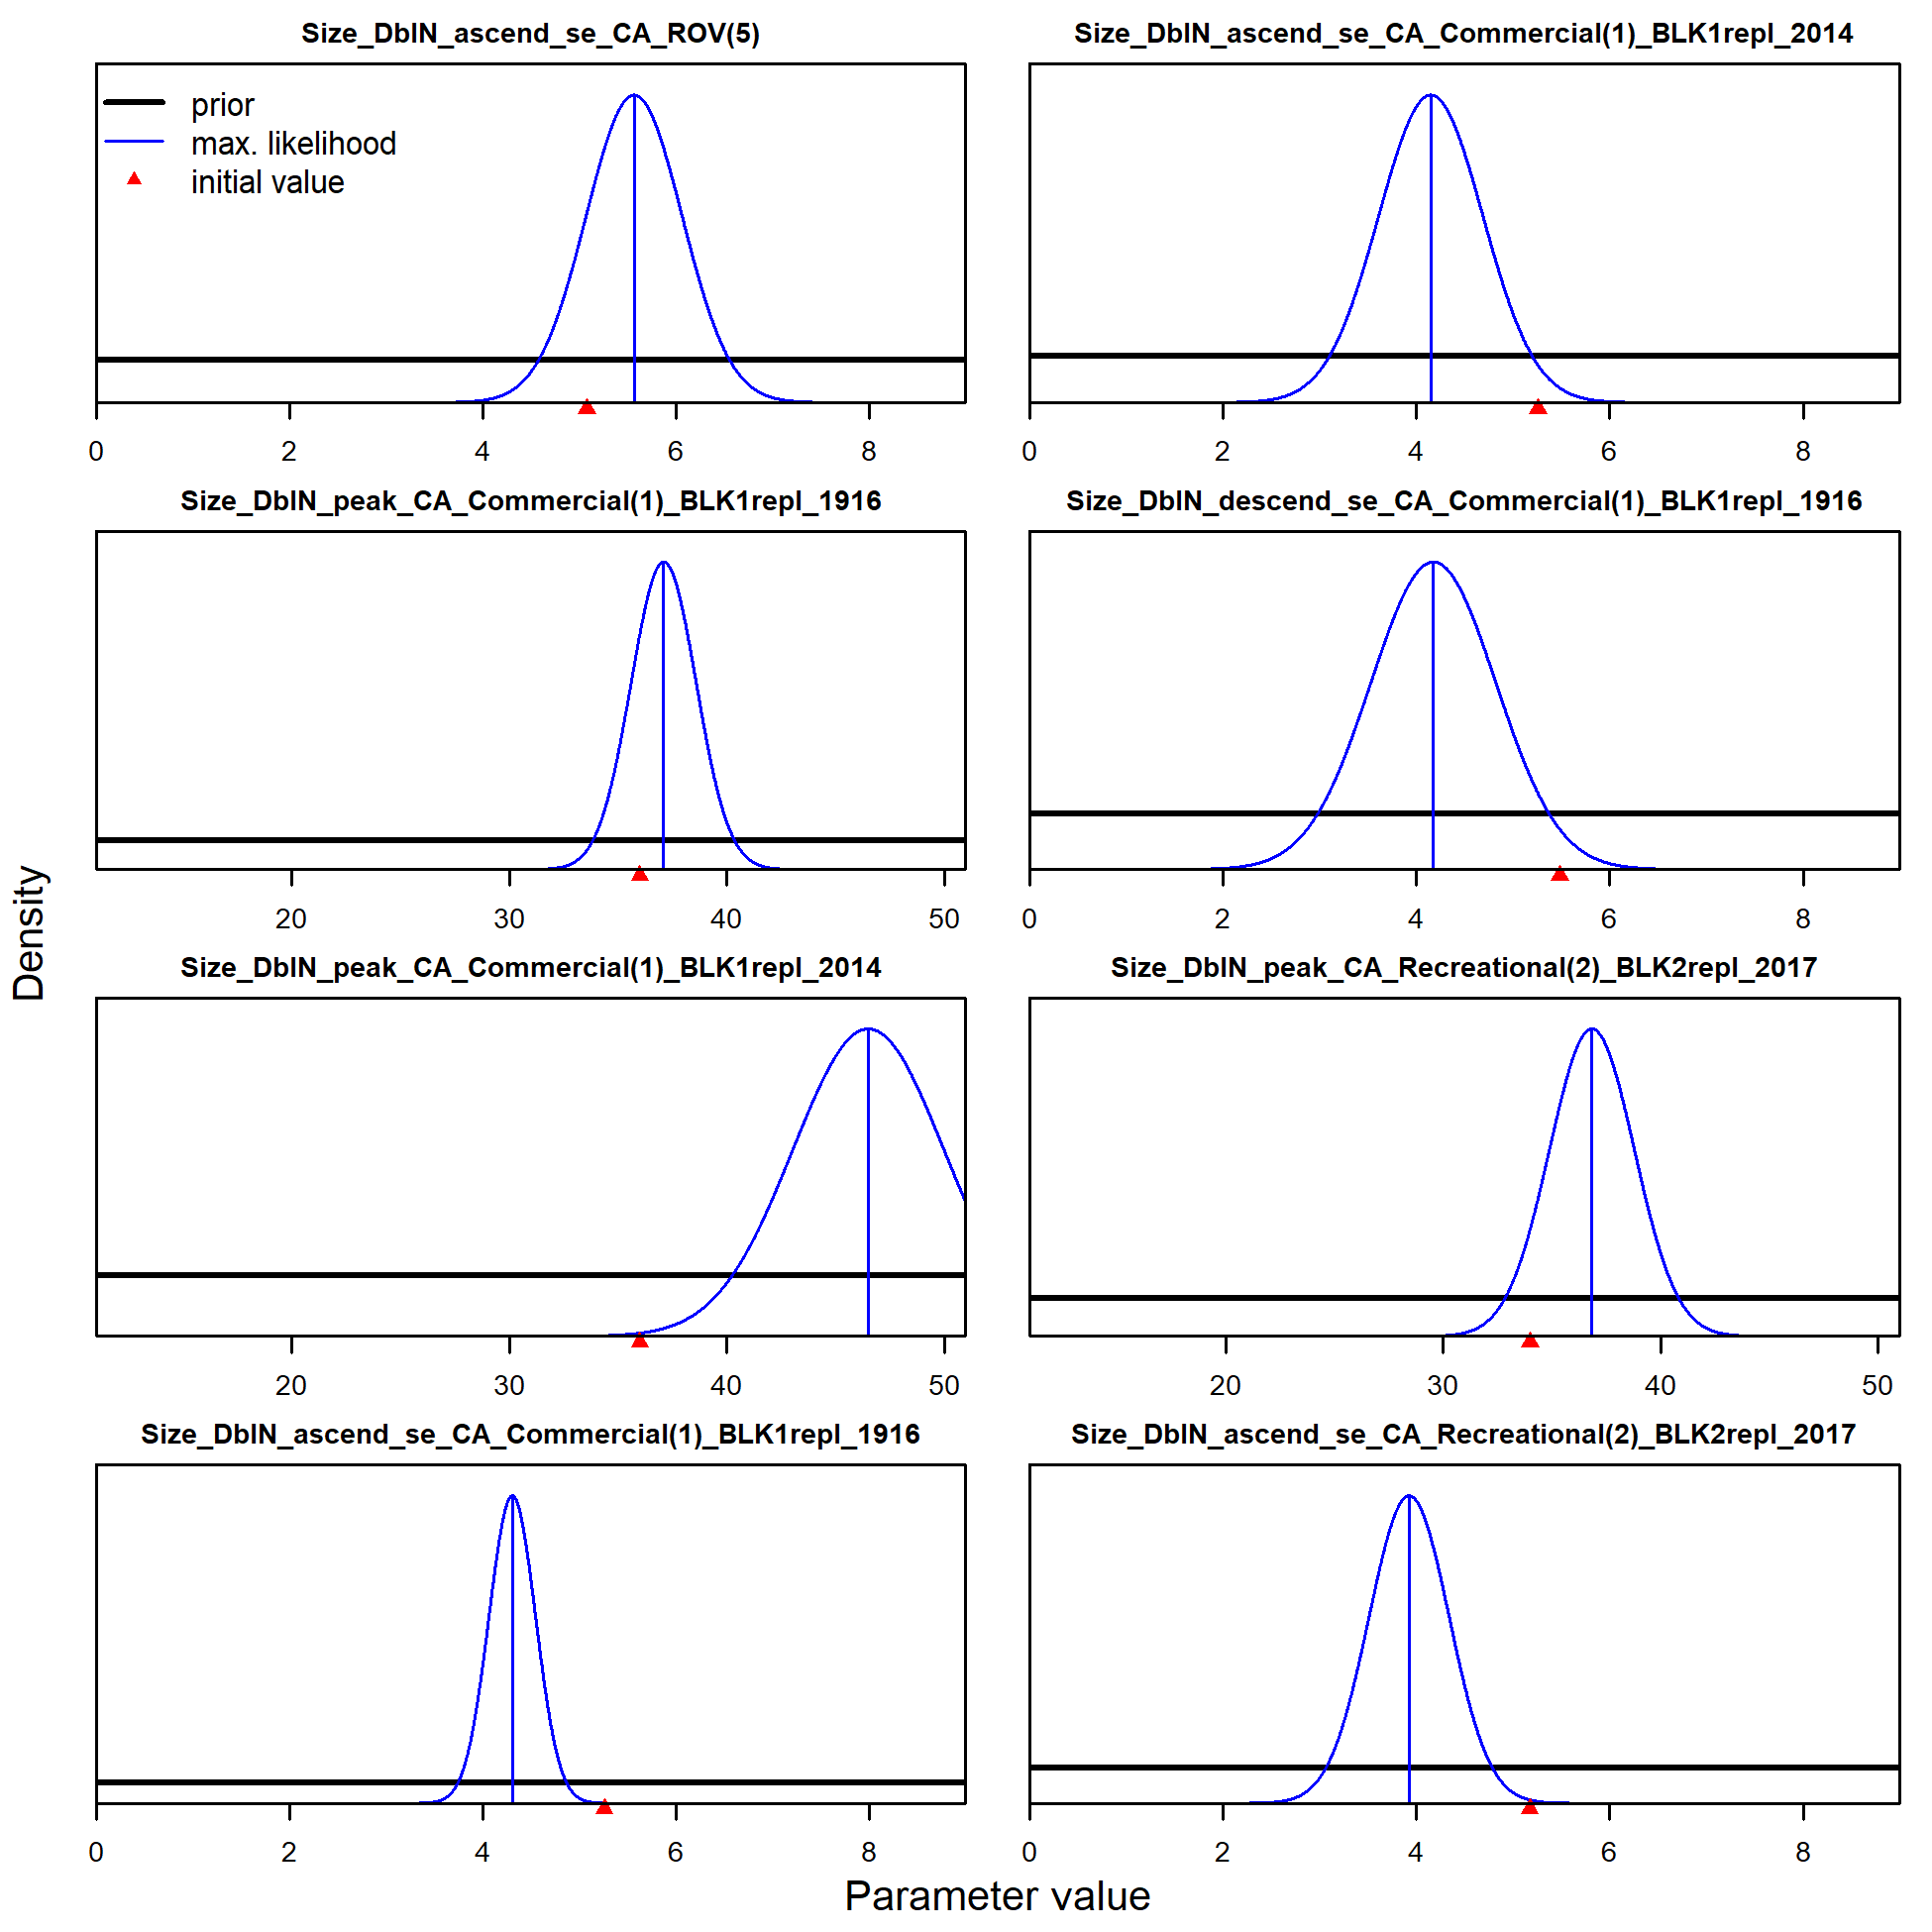 Size_DblN_ascend_se_CA_ROV(5)
prior
max. likelihood
initial value
0 2 4 6 8
Size_DblN_ascend_se_CA_Commercial(1)_BLK1repl_2014
0 2 4 6 8
Size_DblN_peak_CA_Commercial(1)_BLK1repl_1916
20 30 40 50
Size_DblN_descend_se_CA_Commercial(1)_BLK1repl_1916
0 2 4 6 8
Size_DblN_peak_CA_Commercial(1)_BLK1repl_2014
20 30 40 50
Size_DblN_peak_CA_Recreational(2)_BLK2repl_2017
20 30 40 50
Size_DblN_ascend_se_CA_Commercial(1)_BLK1repl_1916
0 2 4 6 8
Size_DblN_ascend_se_CA_Recreational(2)_BLK2repl_2017
0 2 4 6 8
Density
Parameter value